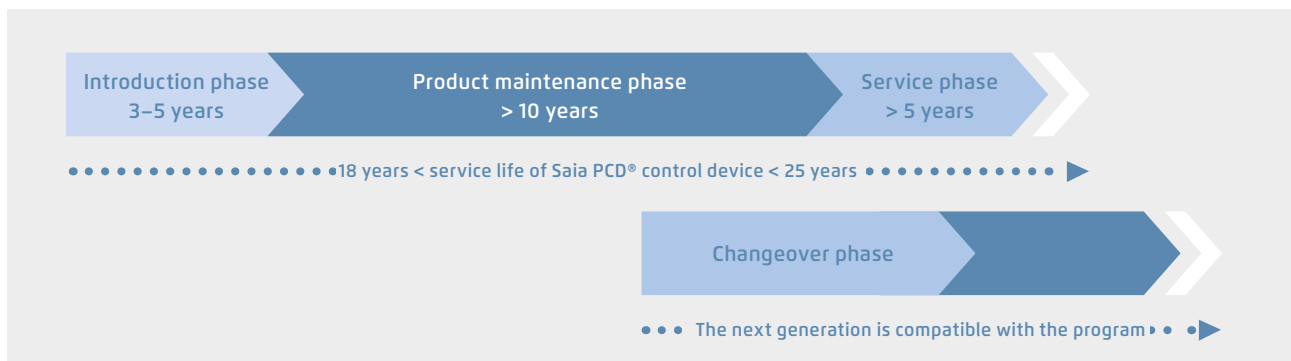 Introduction phase
3–5 years
Product maintenance phase
> 10 years
Service phase
> 5 years
18 years < service life of Saia PCD® control device < 25 years
Changeover phase
The next generation is compatible with the program